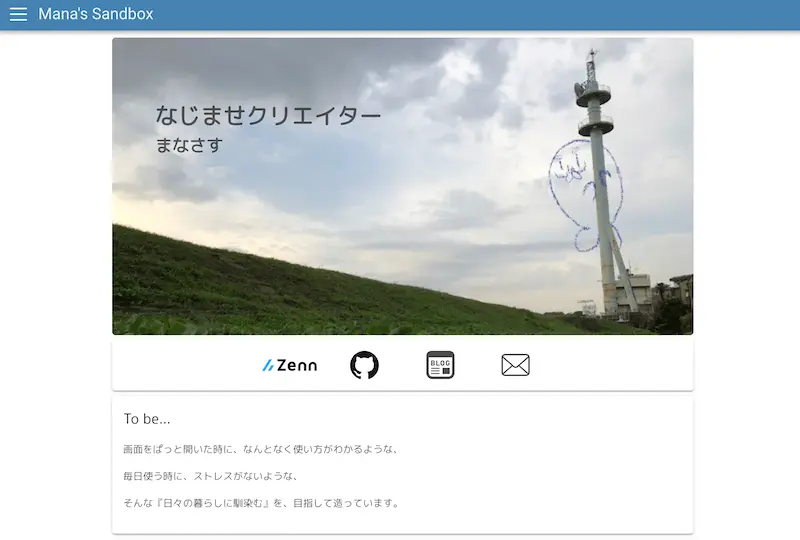 Mana's Sandbox
なじませクリエイター
まなさす
Zenn
BLOG
To be...
画面をぱっと開いた時に、なんとなく使い方がわかるような、
毎日使う時に、ストレスがないような、
そんな『日々の暮らしに馴染む』を、目指して造っています。